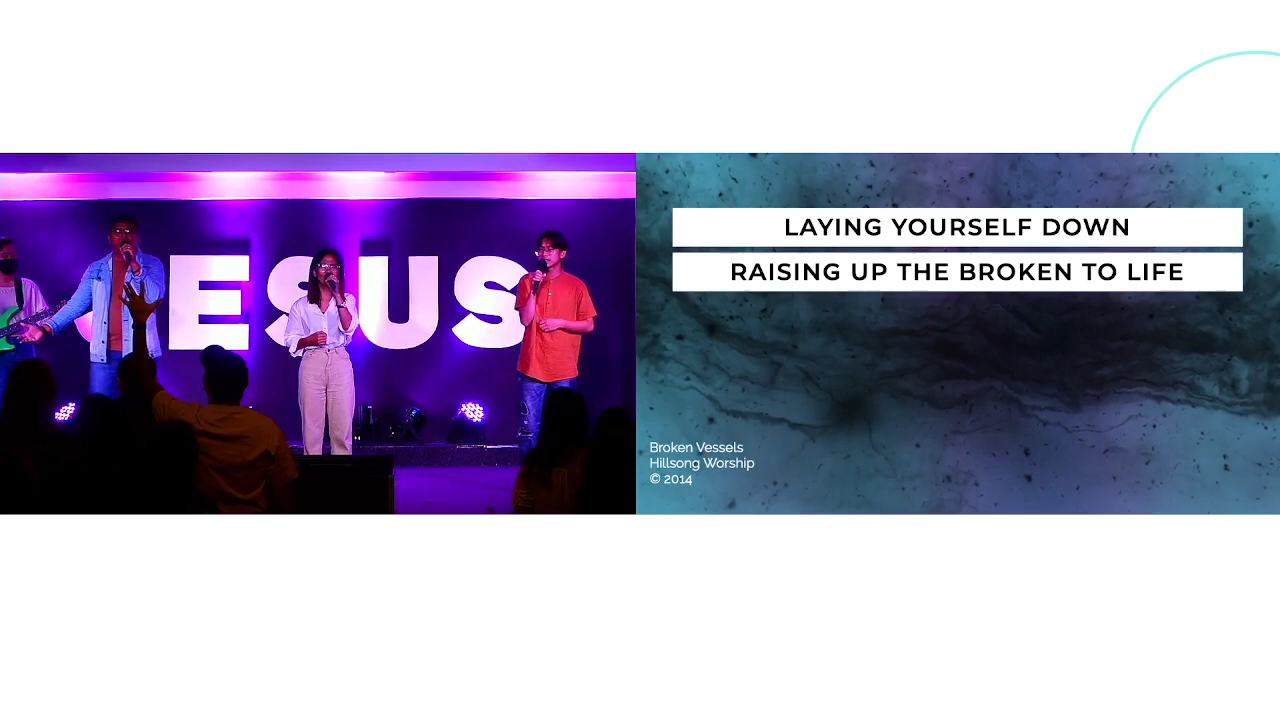 JESUS
LAYING YOURSELF DOWN
RAISING UP THE BROKEN TO LIFE
Broken Vessels
Hillsong Worship
© 2014